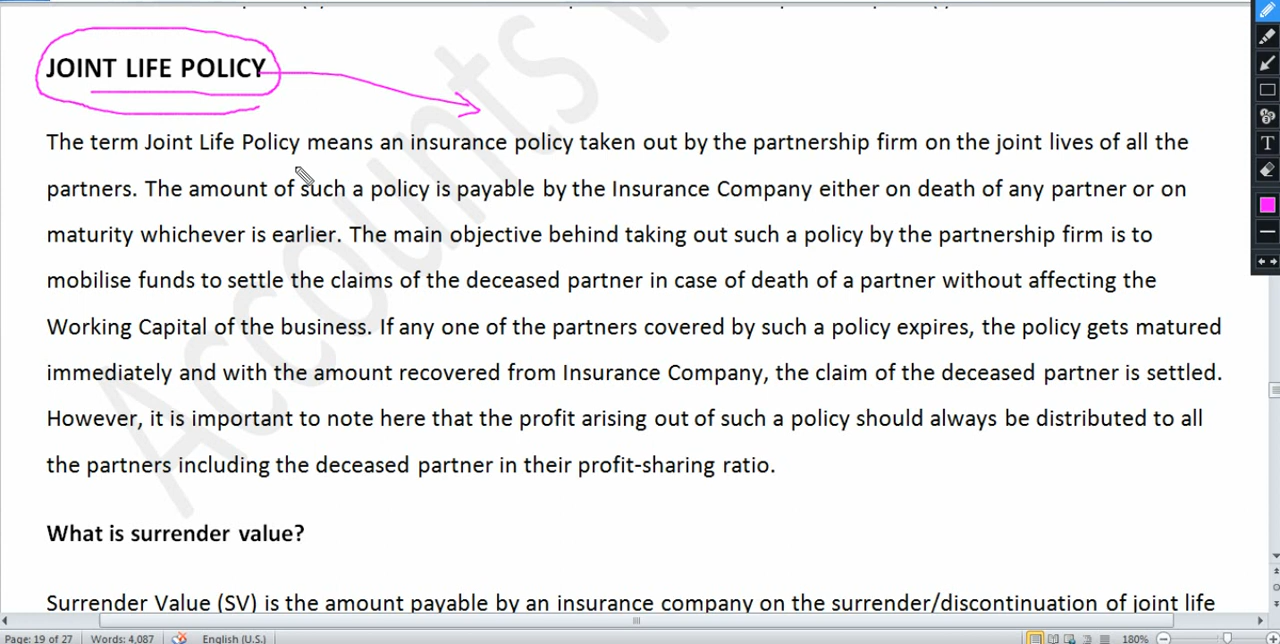 JOINT LIFE POLICY
The term Joint Life Policy means an insurance policy taken out by the partnership firm on the joint lives of all the
partners. The amount of such a policy is payable by the Insurance Company either on death of any partner or on
maturity whichever is earlier. The main objective behind taking out such a policy by the partnership firm is to
mobilise funds to settle the claims of the deceased partner in case of death of a partner without affecting the
Working Capital of the business. If any one of the partners covered by such a policy expires, the policy gets matured
immediately and with the amount recovered from Insurance Company, the claim of the deceased partner is settled.
However, it is important to note here that the profit arising out of such a policy should always be distributed to all
the partners including the deceased partner in their profit-sharing ratio.
What is surrender value?
Surrender Value (SV) is the amount payable by an insurance company on the surrender/discontinuation of joint life
Page: 19 of 27 Words: 4,087 English (U.S.) 180%
Accounts